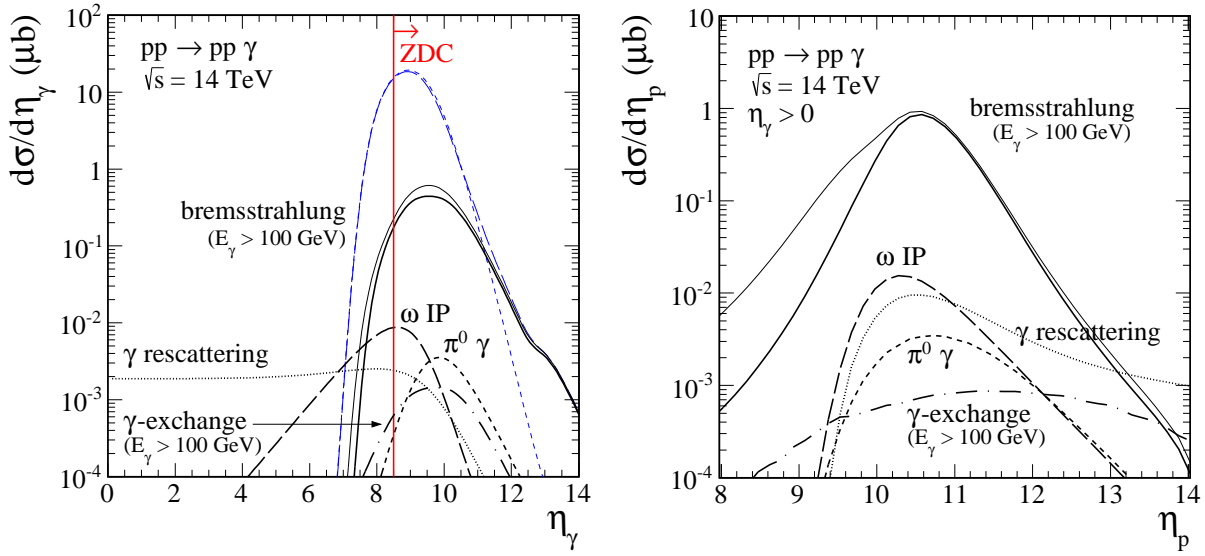 dσ/dη_γ (μb)
10²
10
1
10⁻¹
10⁻²
10⁻³
10⁻⁴
pp → pp γ
√s = 14 TeV
ZDC
bremsstrahlung
(E_γ > 100 GeV)
ω IP
γ rescattering
π⁰ γ
γ-exchange
(E_γ > 100 GeV)
0 2 4 6 8 10 12 14
η_γ
dσ/dη_p (μb)
10
1
10⁻¹
10⁻²
10⁻³
10⁻⁴
pp → pp γ
√s = 14 TeV
η_γ > 0
bremsstrahlung
(E_γ > 100 GeV)
ω IP
γ rescattering
π⁰ γ
γ-exchange
(E_γ > 100 GeV)
8 9 10 11 12 13 14
η_p